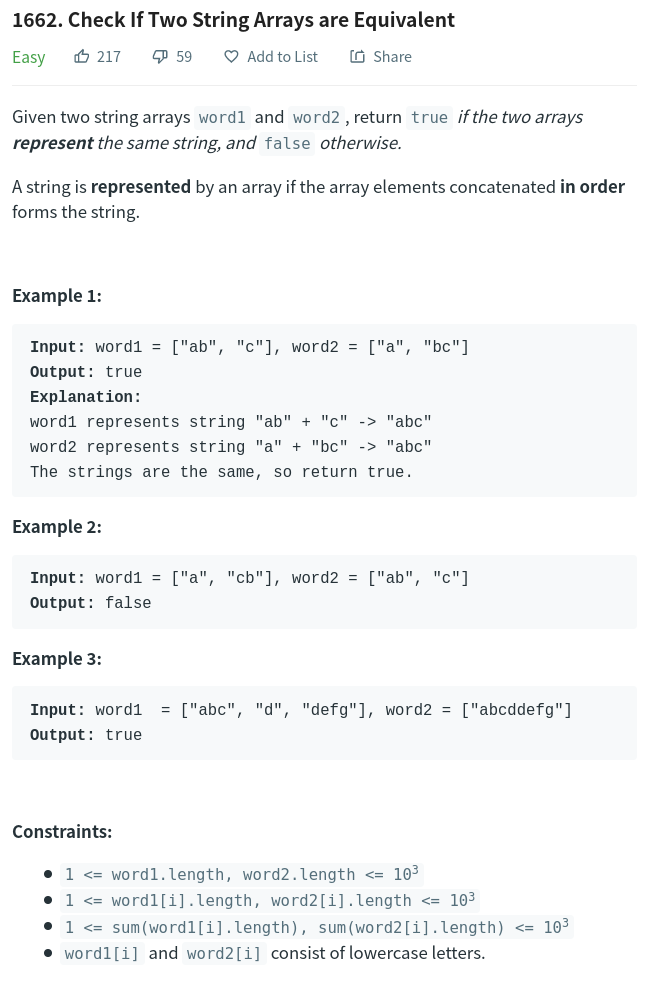 1662. Check If Two String Arrays are Equivalent
Easy 217 59 Add to List Share
Given two string arrays word1 and word2, return true if the two arrays
represent the same string, and false otherwise.
A string is represented by an array if the array elements concatenated in order
forms the string.
Example 1:
Input: word1 = ["ab", "c"], word2 = ["a", "bc"]
Output: true
Explanation:
word1 represents string "ab" + "c" -> "abc"
word2 represents string "a" + "bc" -> "abc"
The strings are the same, so return true.
Example 2:
Input: word1 = ["a", "cb"], word2 = ["ab", "c"]
Output: false
Example 3:
Input: word1  = ["abc", "d", "defg"], word2 = ["abcddefg"]
Output: true
Constraints:
• 1 <= word1.length, word2.length <= 10³
• 1 <= word1[i].length, word2[i].length <= 10³
• 1 <= sum(word1[i].length), sum(word2[i].length) <= 10³
• word1[i] and word2[i] consist of lowercase letters.